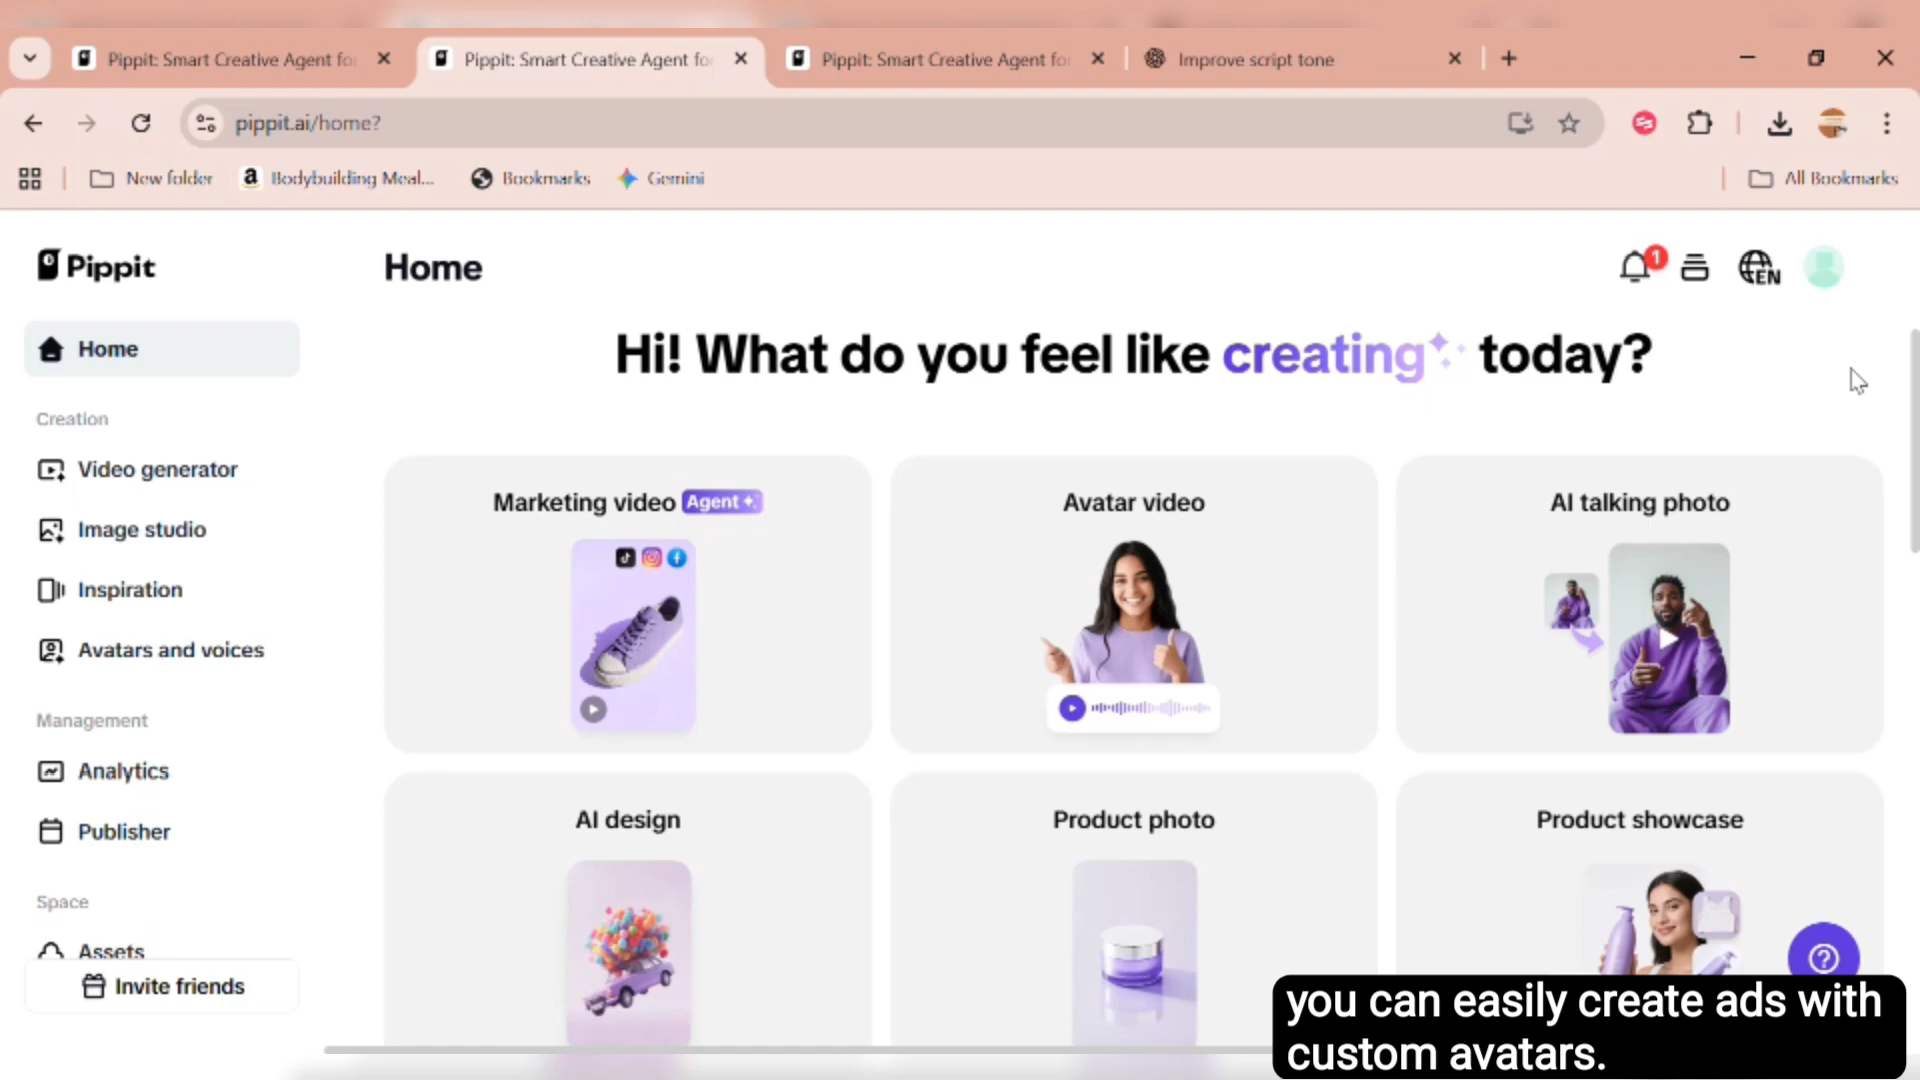 Pippit: Smart Creative Agent fo
Pippit: Smart Creative Agent fo
Pippit: Smart Creative Agent fo
Improve script tone
pippit.ai/home?
New folder
Bodybuilding Meal...
Bookmarks
Gemini
All Bookmarks
Pippit
Home
1
EN
Hi! What do you feel like creating today?
Home
Creation
Video generator
Image studio
Inspiration
Avatars and voices
Management
Analytics
Publisher
Space
Assets
Invite friends
Marketing video Agent
Avatar video
AI talking photo
AI design
Product photo
Product showcase
you can easily create ads with
custom avatars.